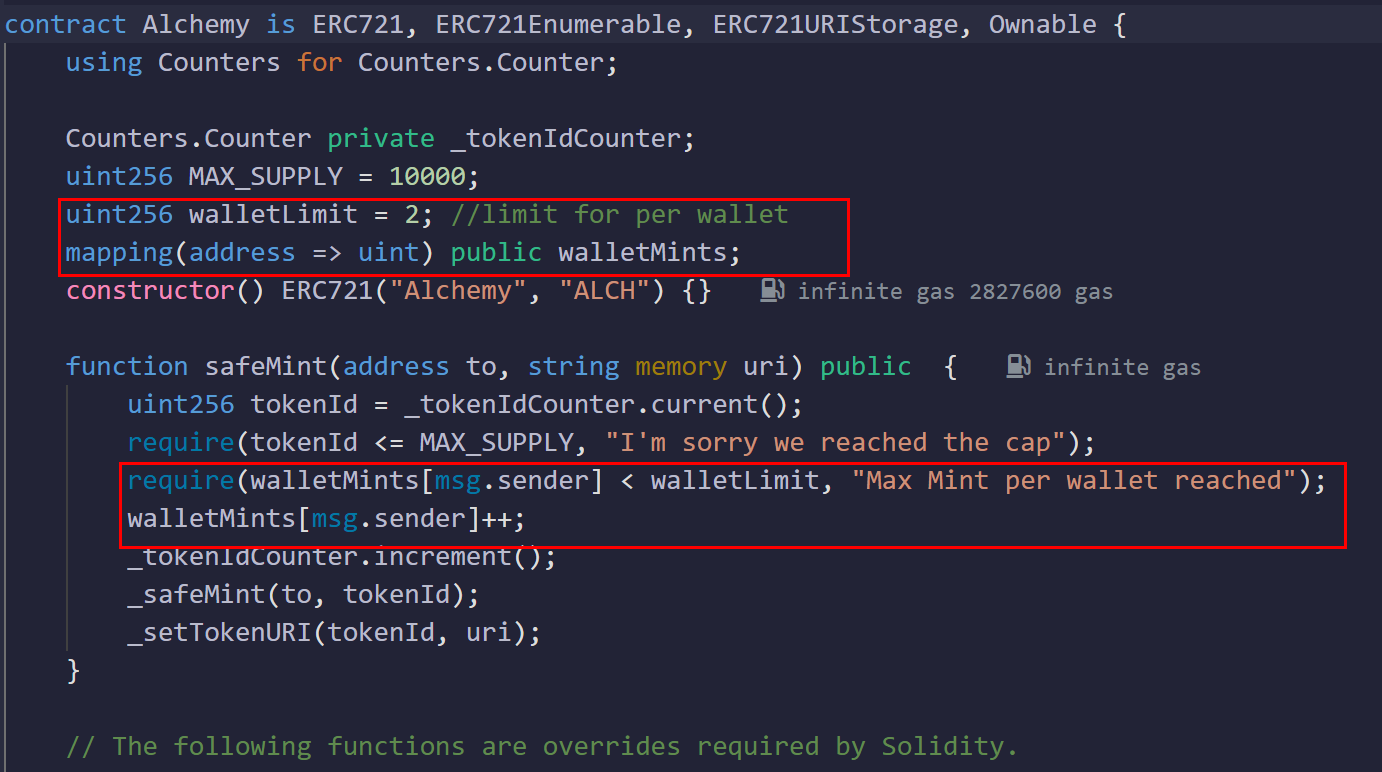 contract Alchemy is ERC721, ERC721Enumerable, ERC721URIStorage, Ownable {
using Counters for Counters.Counter;
Counters.Counter private _tokenIdCounter;
uint256 MAX_SUPPLY = 10000;
uint256 walletLimit = 2; //limit for per wallet
mapping(address => uint) public walletMints;
constructor() ERC721("Alchemy", "ALCH") {} infinite gas 2827600 gas
function safeMint(address to, string memory uri) public { infinite gas
uint256 tokenId = _tokenIdCounter.current();
require(tokenId <= MAX_SUPPLY, "I'm sorry we reached the cap");
require(walletMints[msg.sender] < walletLimit, "Max Mint per wallet reached");
walletMints[msg.sender]++;
_tokenIdCounter.increment();
_safeMint(to, tokenId);
_setTokenURI(tokenId, uri);
}
// The following functions are overrides required by Solidity.